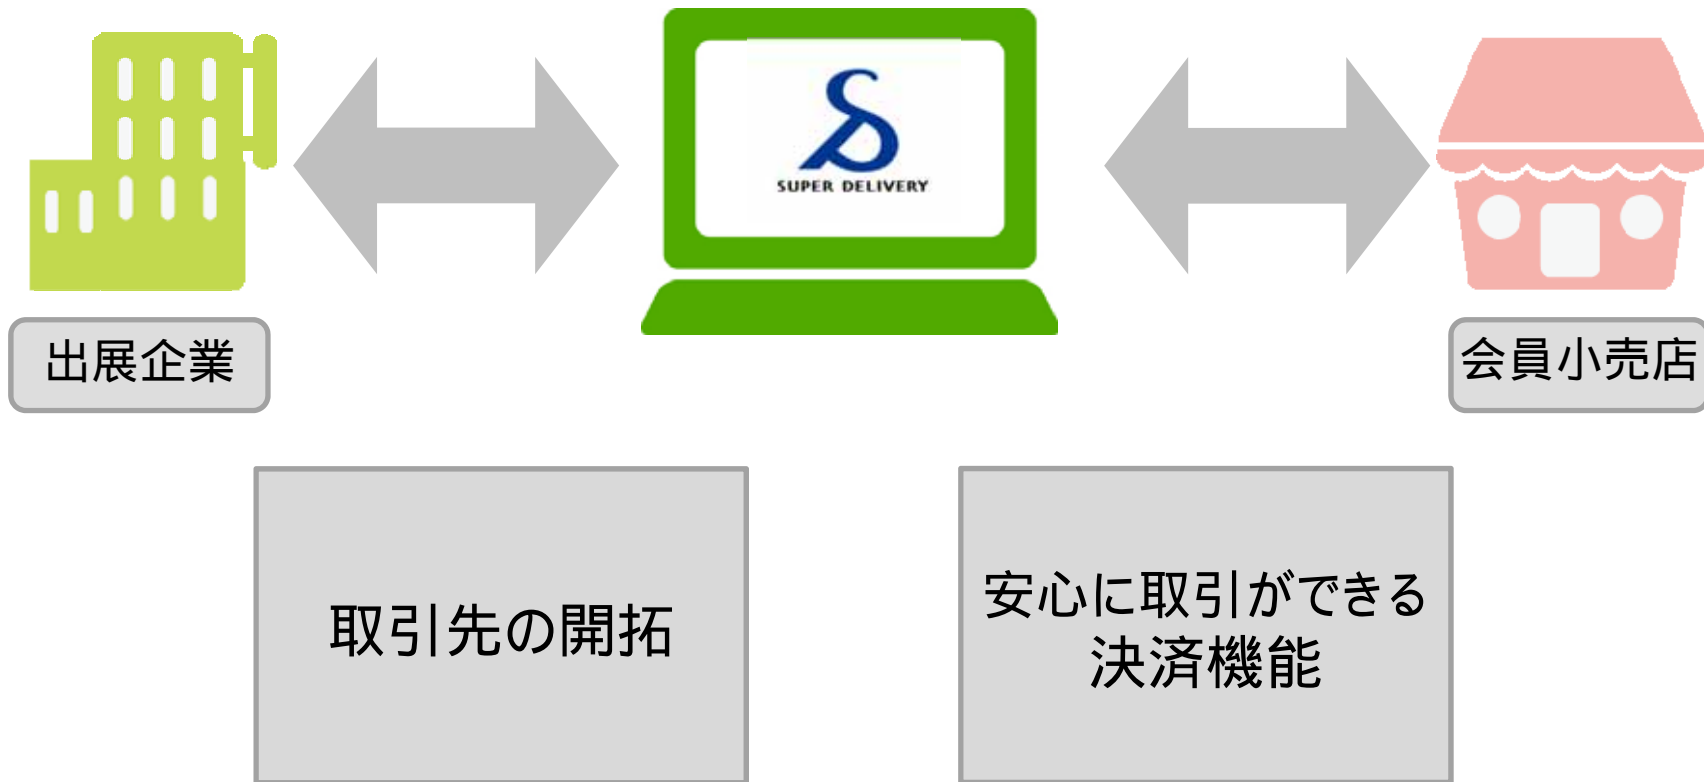 SUPER DELIVERY
出展企業
会員小売店
取引先の開拓
安心に取引ができる
決済機能